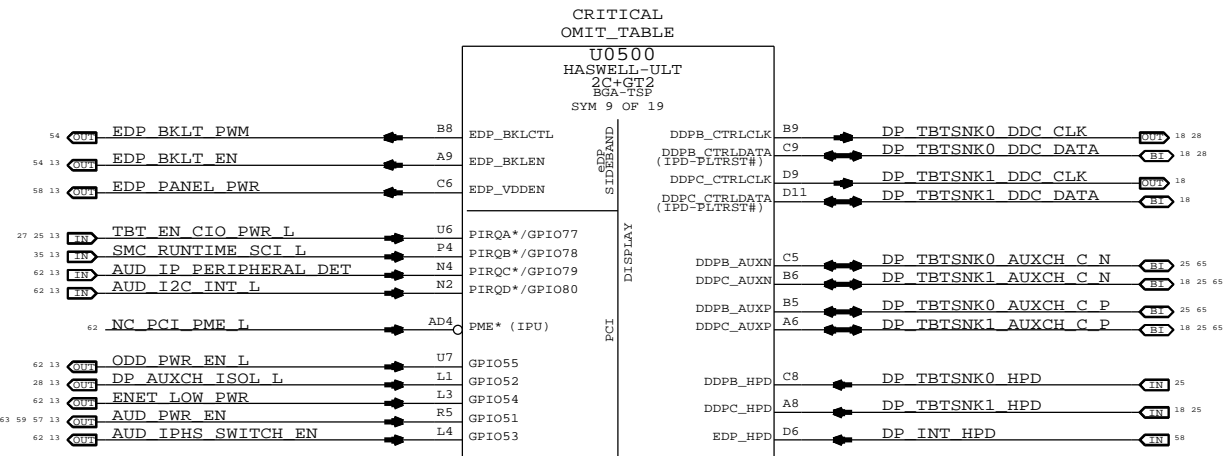 CRITICAL
OMIT_TABLE
U0500
HASWELL-ULT
2C+GT2
BGA-TSP
SYM 9 OF 19
54 OUT EDP_BKLT_PWM B8 EDP_BKLCTL
54 13 OUT EDP_BKLT_EN A9 EDP_BKLEN
58 13 OUT EDP_PANEL_PWR C6 EDP_VDDEN
eDP SIDEBAND
27 25 13 IN TBT_EN_CIO_PWR_L U6 PIRQA*/GPIO77
35 13 IN SMC_RUNTIME_SCI_L P4 PIRQB*/GPIO78
62 13 IN AUD_IP_PERIPHERAL_DET N4 PIRQC*/GPIO79
62 13 IN AUD_I2C_INT_L N2 PIRQD*/GPIO80
62 NC_PCI_PME_L AD4 PME* (IPU)
PCI
62 13 OUT ODD_PWR_EN_L U7 GPIO55
28 13 OUT DP_AUXCH_ISOL_L L1 GPIO52
62 13 OUT ENET_LOW_PWR L3 GPIO54
63 59 57 13 OUT AUD_PWR_EN R5 GPIO51
62 13 OUT AUD_IPHS_SWITCH_EN L4 GPIO53
DISPLAY
DDPB_CTRLCLK B9 DP_TBTSNK0_DDC_CLK OUT 18 28
DDPB_CTRLDATA C9 DP_TBTSNK0_DDC_DATA BI 18 28
(IPD-PLTRST#)
DDPC_CTRLCLK D9 DP_TBTSNK1_DDC_CLK OUT 18
DDPC_CTRLDATA D11 DP_TBTSNK1_DDC_DATA BI 18
(IPD-PLTRST#)
DDPB_AUXN C5 DP_TBTSNK0_AUXCH_C_N BI 25 65
DDPC_AUXN B6 DP_TBTSNK1_AUXCH_C_N BI 18 25 65
DDPB_AUXP B5 DP_TBTSNK0_AUXCH_C_P BI 25 65
DDPC_AUXP A6 DP_TBTSNK1_AUXCH_C_P BI 18 25 65
DDPB_HPD C8 DP_TBTSNK0_HPD IN 25
DDPC_HPD A8 DP_TBTSNK1_HPD IN 18 25
EDP_HPD D6 DP_INT_HPD IN 58